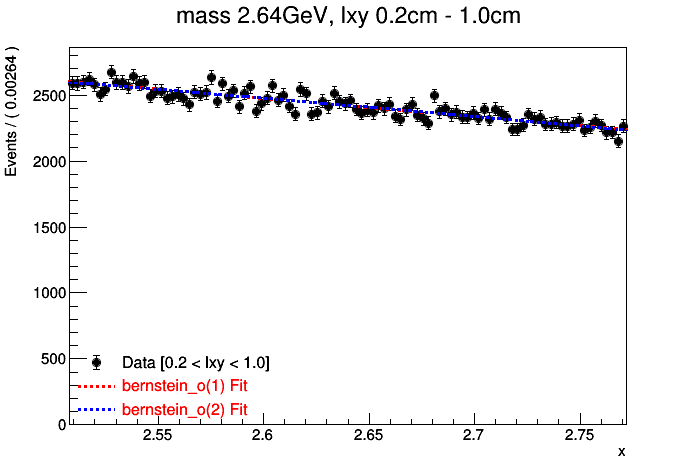 mass 2.64GeV, lxy 0.2cm - 1.0cm
Events / ( 0.00264 )
2500
2000
1500
1000
500
0
Data [0.2 < lxy < 1.0]
bernstein_o(1) Fit
bernstein_o(2) Fit
2.55 2.6 2.65 2.7 2.75
x